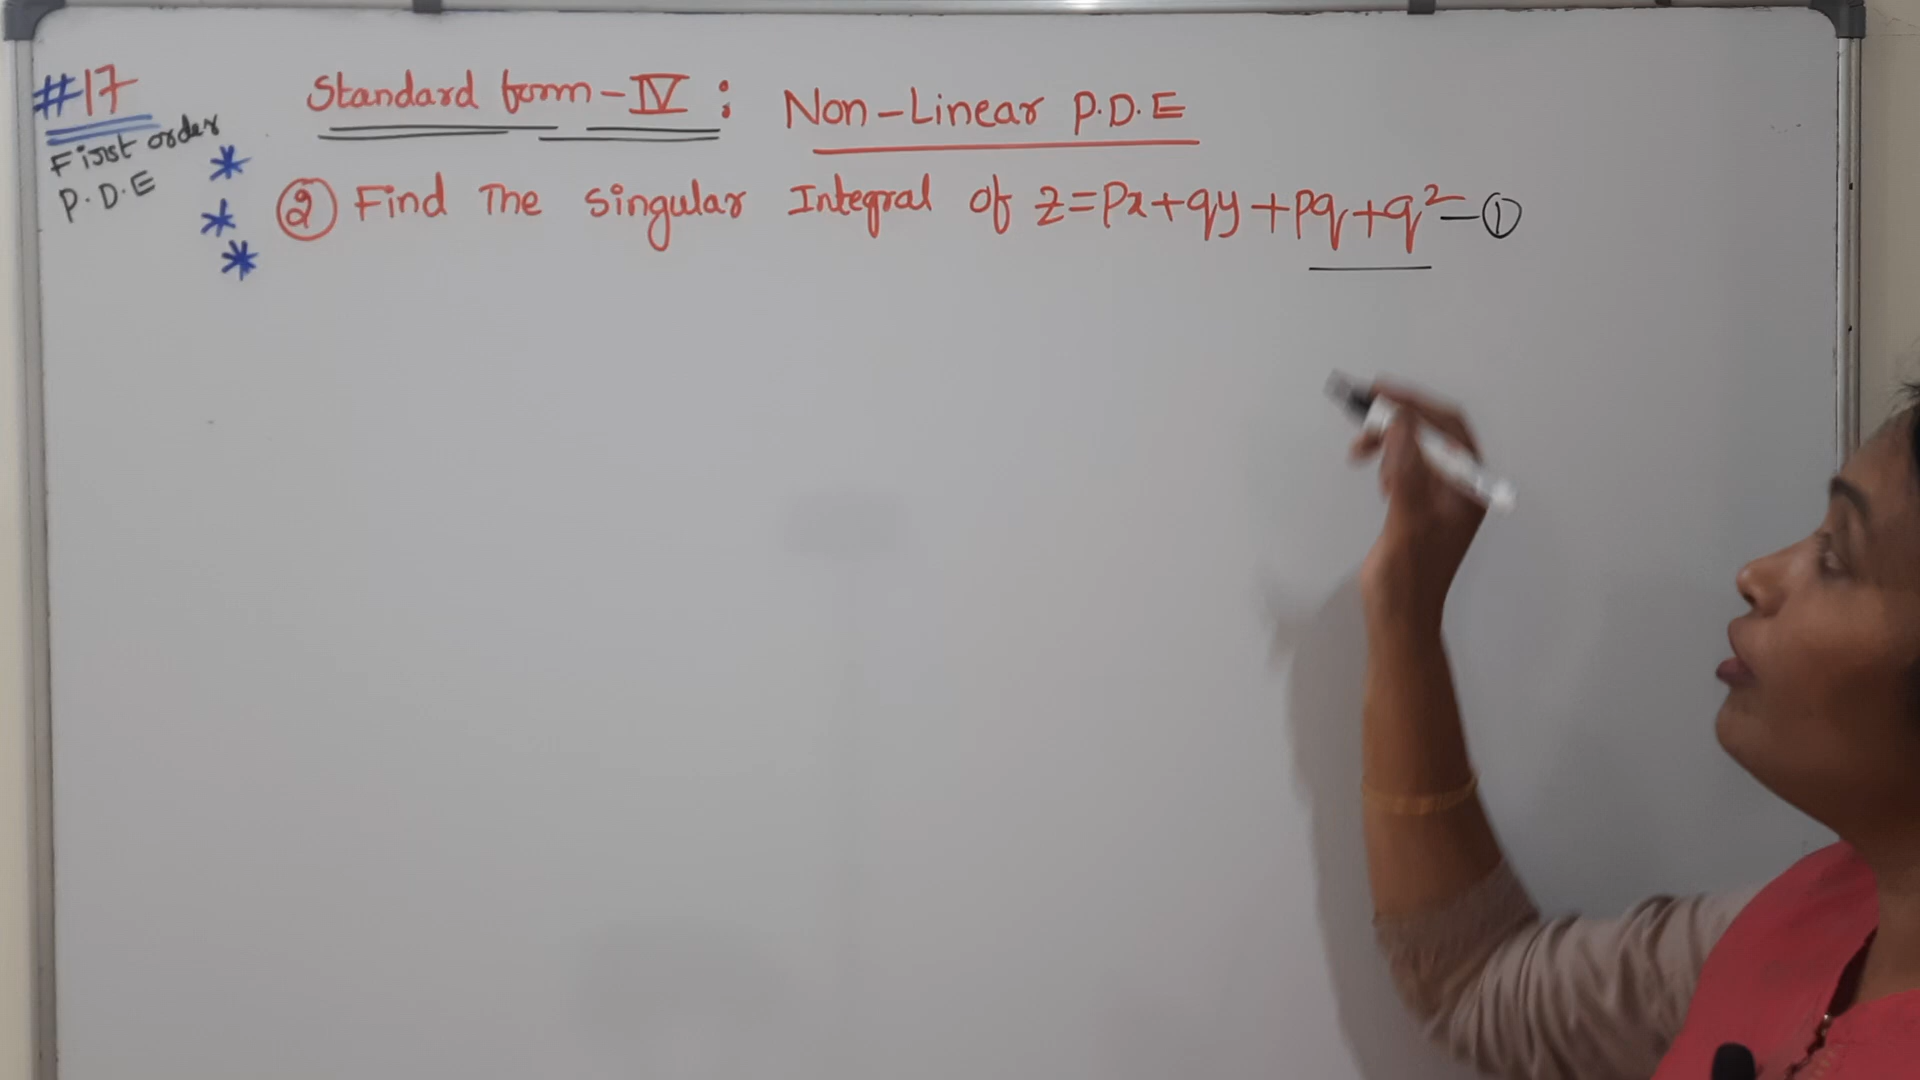 #17 Standard form-IV : Non-Linear P.D.E
First order
P.D.E
② Find The Singular Integral of z=px+qy+pq+q²-①